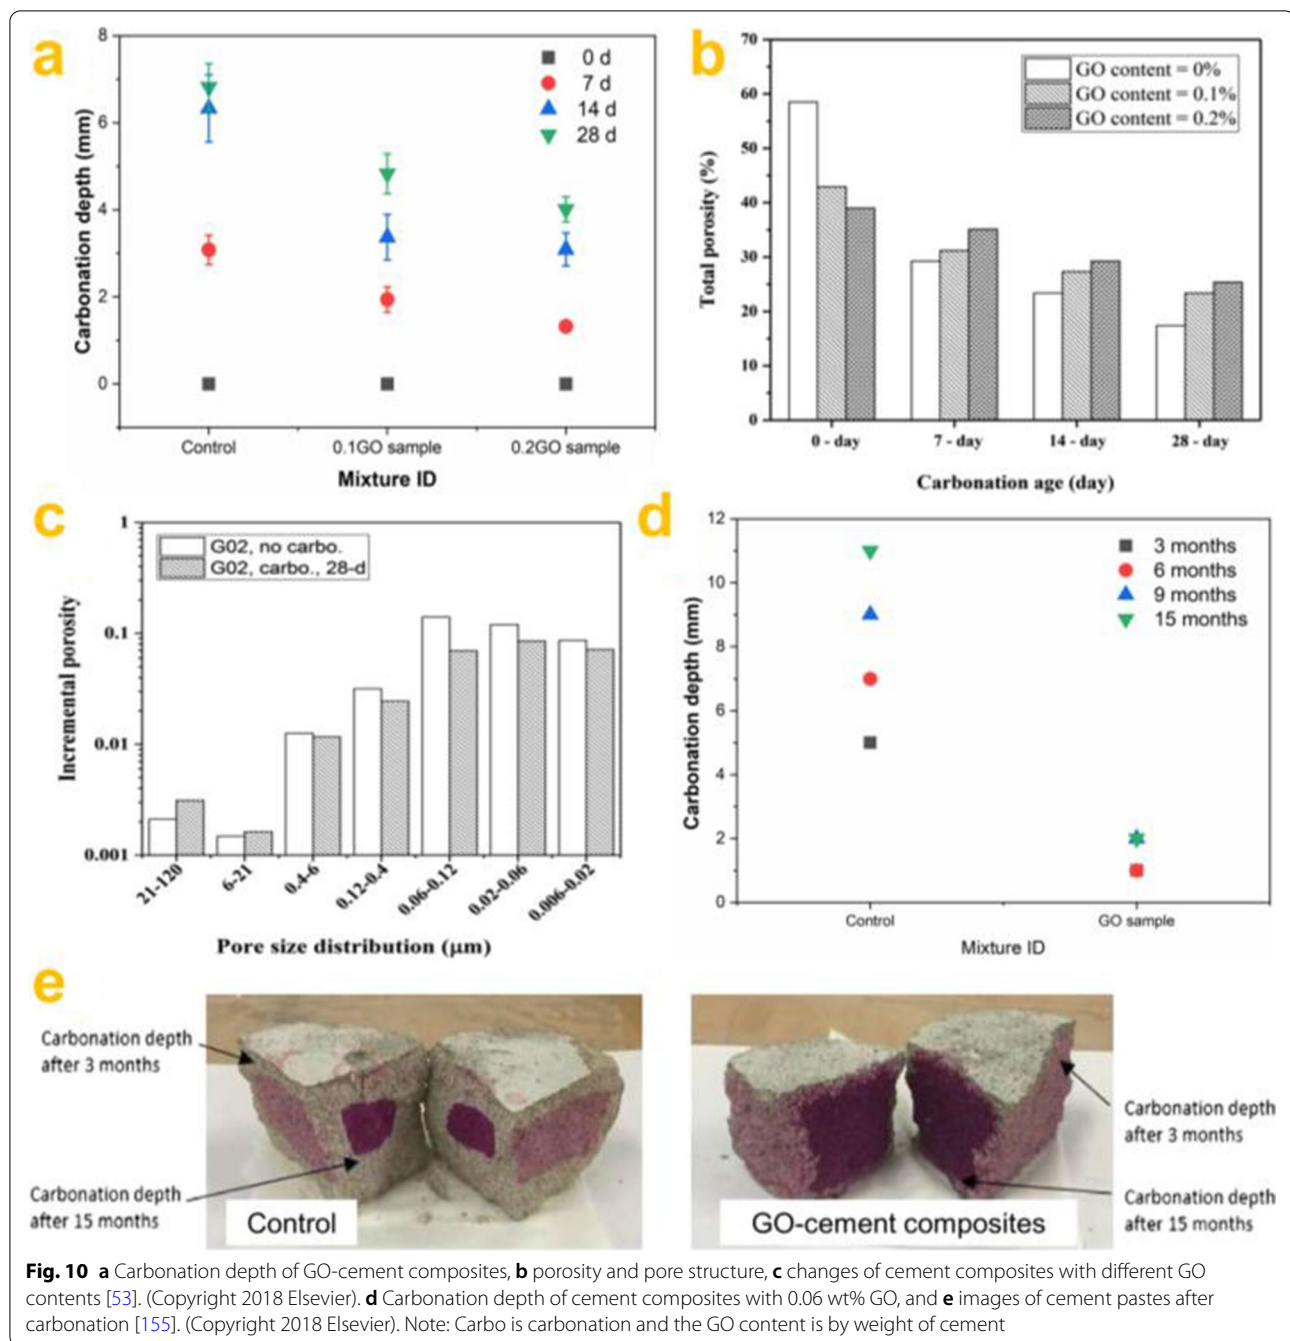 a
8
6
4
2
0
Carbonation depth (mm)
0 d
7 d
14 d
28 d
Control
0.1GO sample
0.2GO sample
Mixture ID
b
70
60
50
40
30
20
10
0
Total porosity (%)
GO content = 0%
GO content = 0.1%
GO content = 0.2%
0 - day
7 - day
14 - day
28 - day
Carbonation age (day)
c
1
0.1
0.01
0.001
Incremental porosity
G02, no carbo.
G02, carbo., 28-d
21-120
6-21
0.4-6
0.12-0.4
0.06-0.12
0.02-0.06
0.006-0.02
Pore size distribution (μm)
d
12
10
8
6
4
2
0
Carbonation depth (mm)
3 months
6 months
9 months
15 months
Control
GO sample
Mixture ID
e
Carbonation depth
after 3 months
Carbonation depth
after 15 months
Control
GO-cement composites
Carbonation depth
after 3 months
Carbonation depth
after 15 months
Fig. 10 a Carbonation depth of GO-cement composites, b porosity and pore structure, c changes of cement composites with different GO
contents [53]. (Copyright 2018 Elsevier). d Carbonation depth of cement composites with 0.06 wt% GO, and e images of cement pastes after
carbonation [155]. (Copyright 2018 Elsevier). Note: Carbo is carbonation and the GO content is by weight of cement